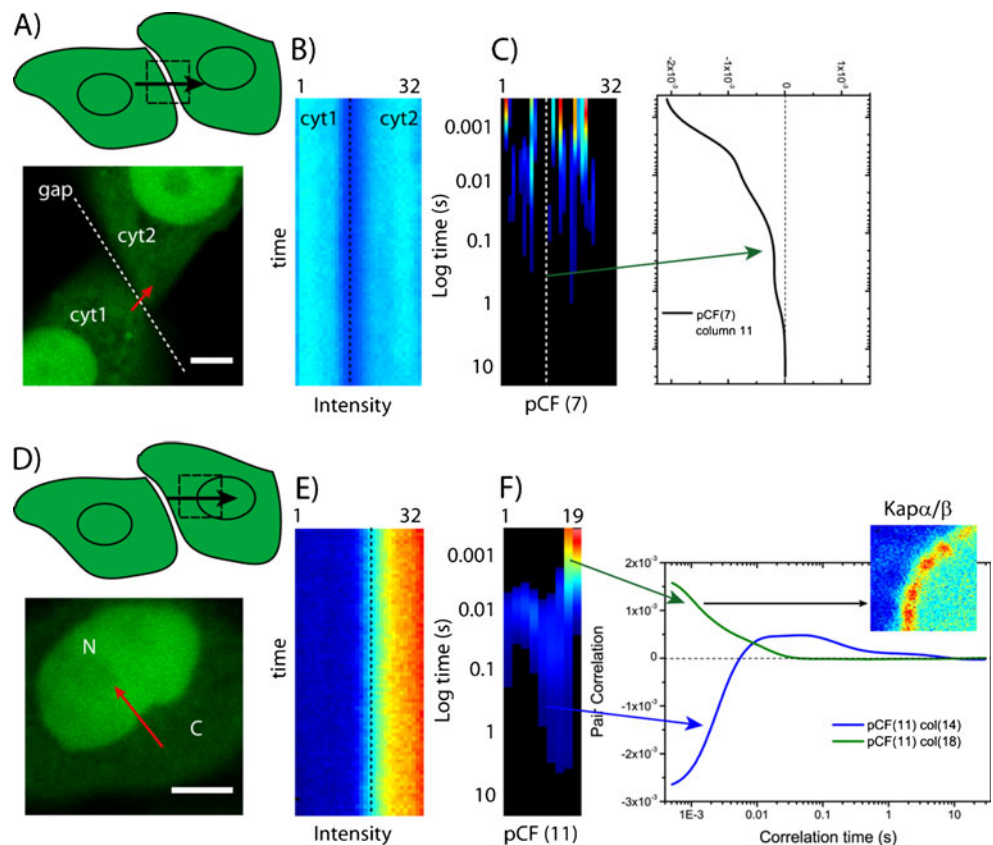 A)
B)
C)
1 32
1 32
-2x10⁻³
-1x10⁻³
0
1x10⁻³
cyt1 cyt2
0.001
0.01
0.1
1
10
time
Log time (s)
gap
cyt2
cyt1
pCF(7)
column 11
Intensity
pCF (7)
D)
E)
F)
1 32
1 19
Kapα/β
0.001
0.01
0.1
1
10
time
Log time (s)
N
C
Pair Correlation
2x10⁻³
1x10⁻³
0
-1x10⁻³
-2x10⁻³
-3x10⁻³
pCF(11) col(14)
pCF(11) col(18)
1E-3 0.01 0.1 1 10
Correlation time (s)
Intensity
pCF (11)